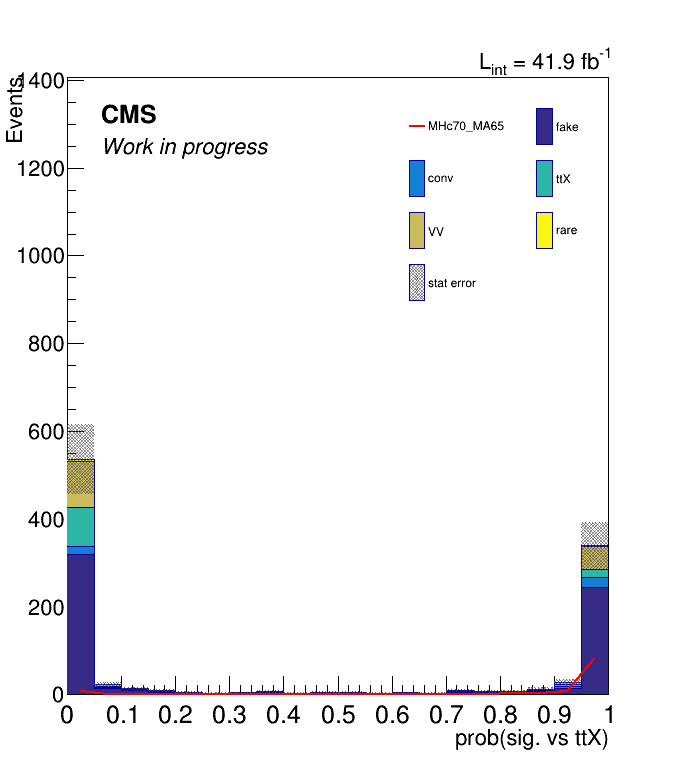 L_int = 41.9 fb^-1
Events
1400
CMS
MHc70_MA65
fake
Work in progress
1200
conv
ttX
VV
rare
1000
stat error
800
600
400
200
0
0 0.1 0.2 0.3 0.4 0.5 0.6 0.7 0.8 0.9 1
prob(sig. vs ttX)